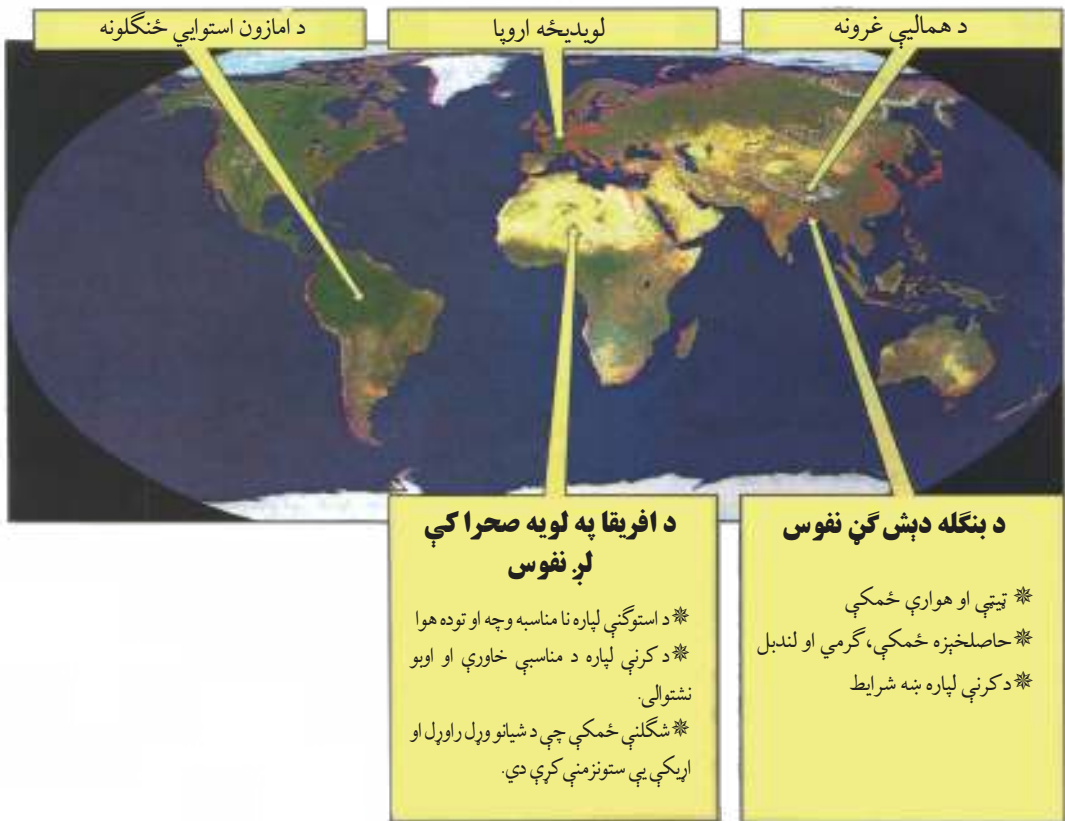 د همالیې غرونه
لویدیځه اروپا
د امازون استوایي ځنګلونه
د بنګله دېش ګڼ نفوس
❋ ټیټې او هوارې ځمکې
❋ حاصلخېزه ځمکې، ګرمي او لندبل
❋ د کرنې لپاره ښه شرایط
د افریقا په لویه صحرا کې
لږ نفوس
❋ د استوګنې لپاره نا مناسبه وچه او توده هوا
❋ د کرنې لپاره د مناسبې خاورې او اوبو
نشتوالی.
❋ شګلنې ځمکې چې د شیانو وړل راوړل او
اړیکې یې ستونزمنې کړې دي.